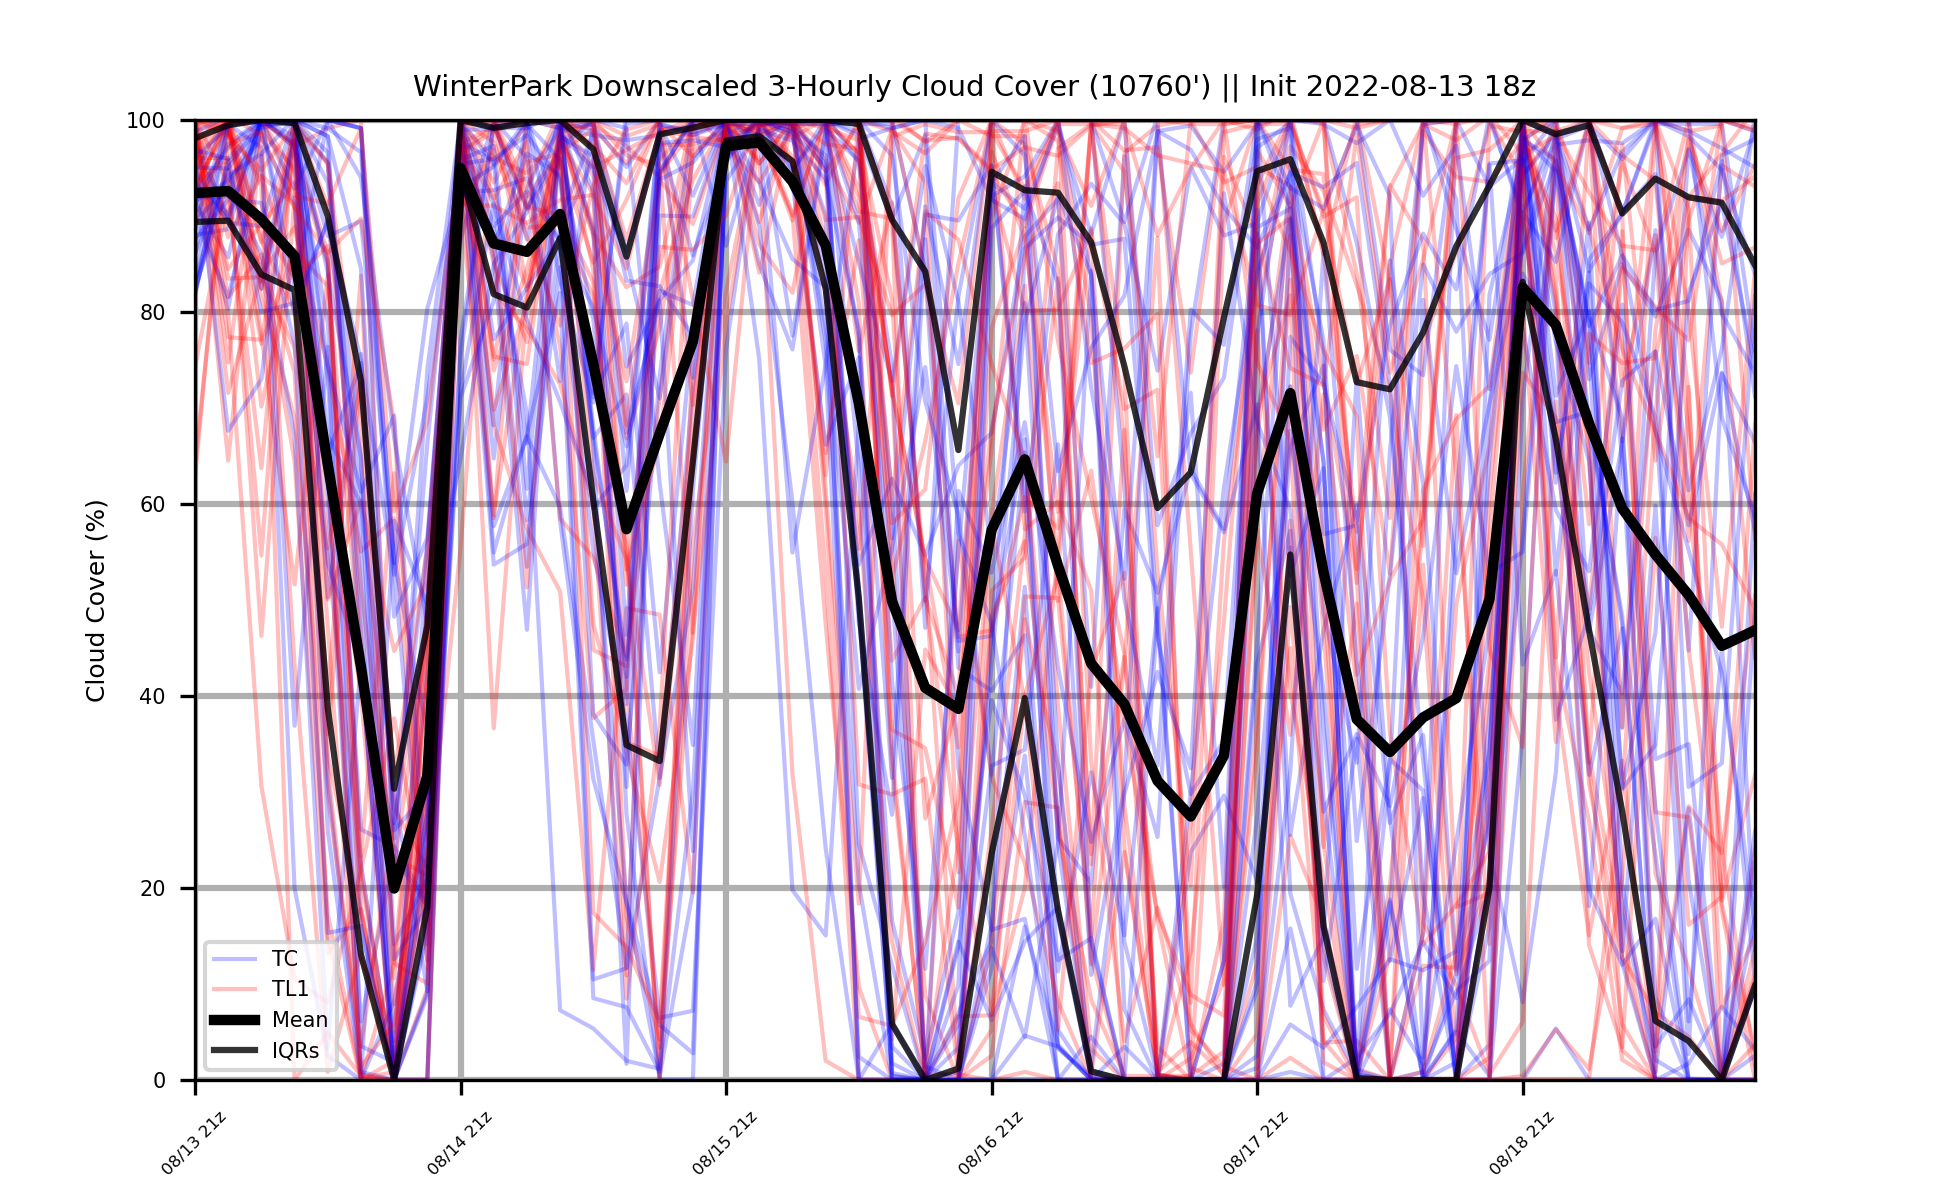 WinterPark Downscaled 3-Hourly Cloud Cover (10760') || Init 2022-08-13 18z
Cloud Cover (%)
100
80
60
40
20
0
TC
TL1
Mean
IQRs
08/13 21z
08/14 21z
08/15 21z
08/16 21z
08/17 21z
08/18 21z